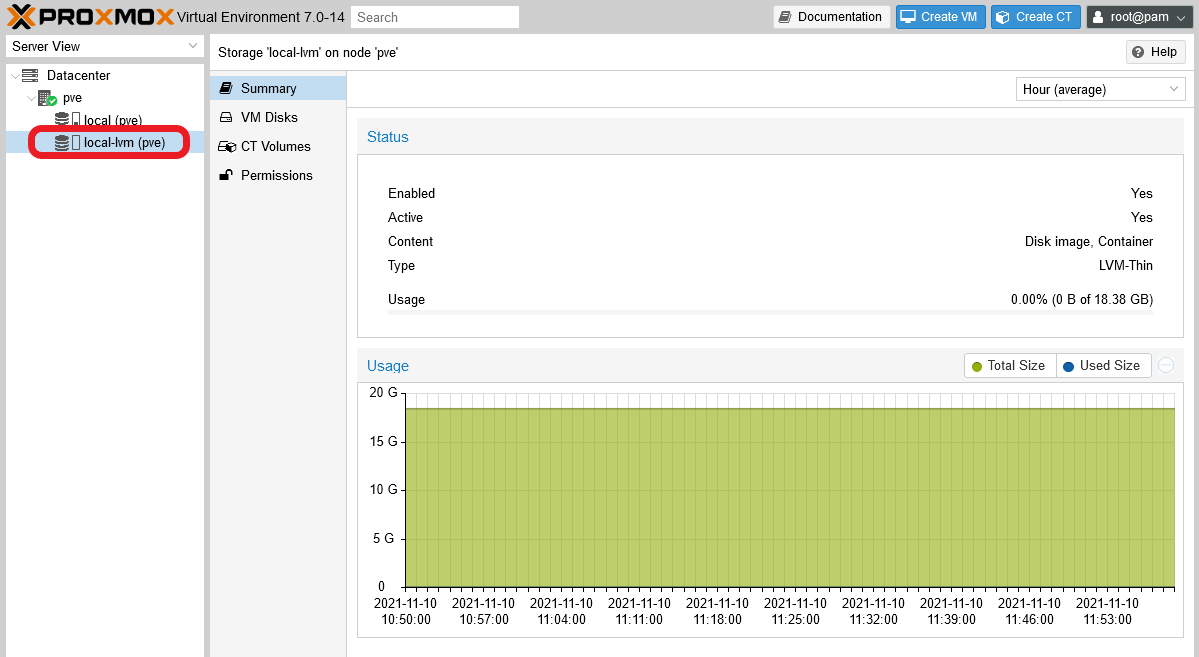 PROXMOX Virtual Environment 7.0-14 Search Documentation Create VM Create CT root@pam
Server View
Datacenter
pve
local (pve)
local-lvm (pve)
Storage 'local-lvm' on node 'pve' Help
Summary
VM Disks
CT Volumes
Permissions
Hour (average)
Status
Enabled Yes
Active Yes
Content Disk image, Container
Type LVM-Thin
Usage 0.00% (0 B of 18.38 GB)
Usage Total Size Used Size
20 G
15 G
10 G
5 G
0
2021-11-10 2021-11-10 2021-11-10 2021-11-10 2021-11-10 2021-11-10 2021-11-10 2021-11-10 2021-11-10 2021-11-10
10:50:00 10:57:00 11:04:00 11:11:00 11:18:00 11:25:00 11:32:00 11:39:00 11:46:00 11:53:00